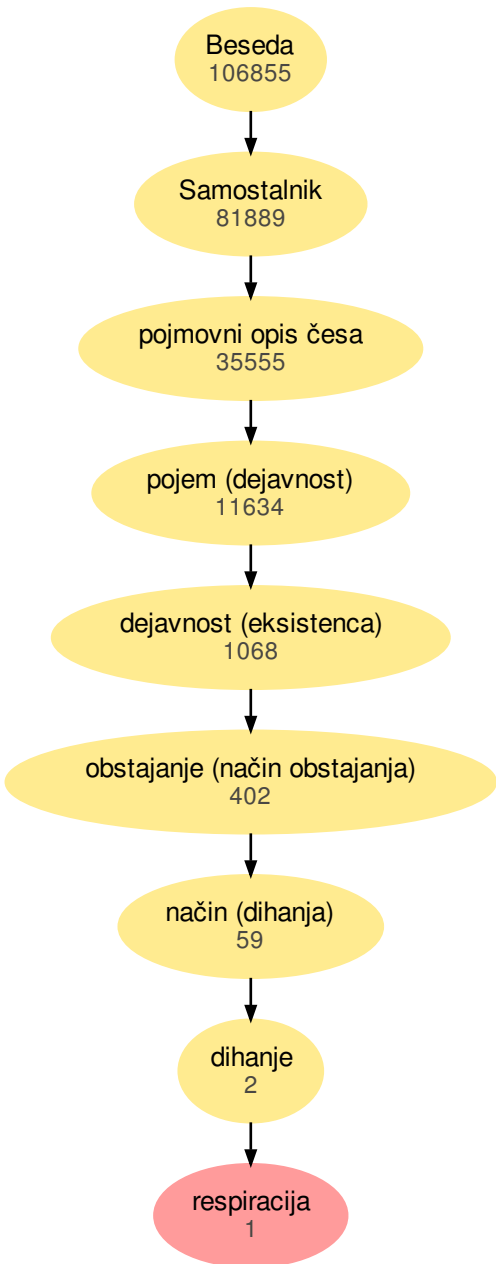 Beseda
106855
Samostalnik
81889
pojmovni opis česa
35555
pojem (dejavnost)
11634
dejavnost (eksistenca)
1068
obstajanje (način obstajanja)
402
način (dihanja)
59
dihanje
2
respiracija
1